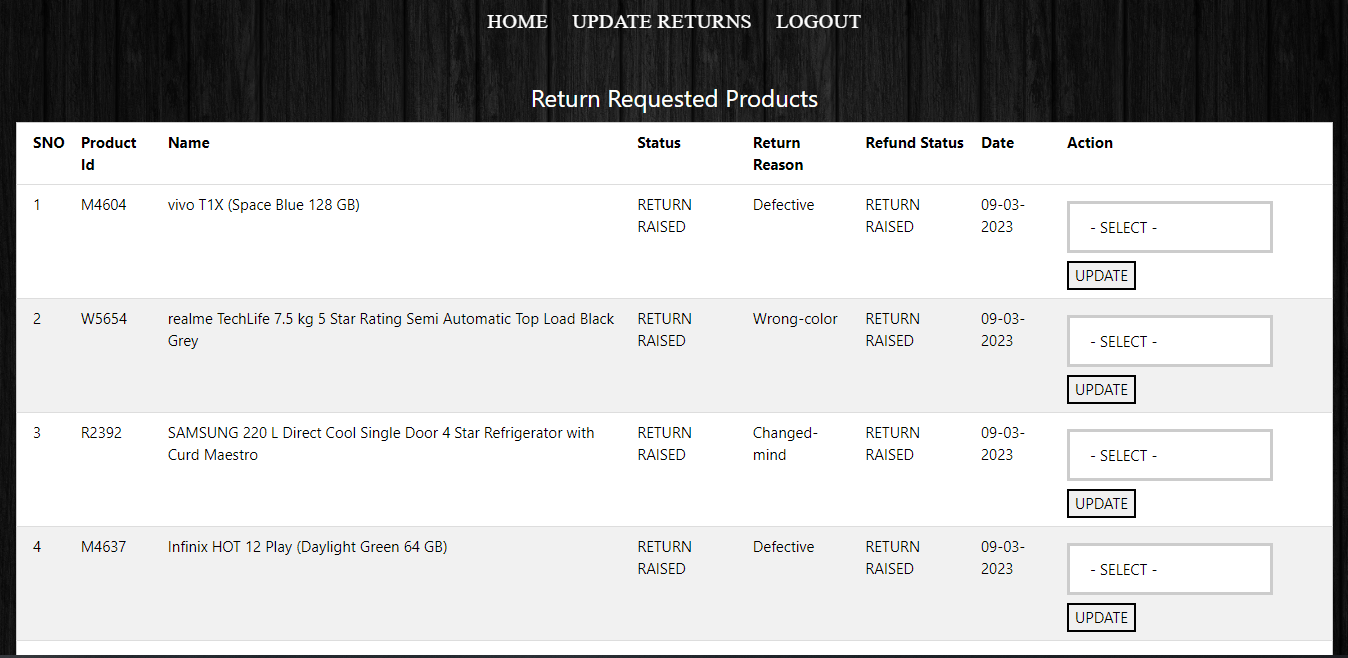 HOME UPDATE RETURNS LOGOUT
Return Requested Products
SNO Product Id Name Status Return Reason Refund Status Date Action
1 M4604 vivo T1X (Space Blue 128 GB) RETURN RAISED Defective RETURN RAISED 09-03-2023 - SELECT -
UPDATE
2 W5654 realme TechLife 7.5 kg 5 Star Rating Semi Automatic Top Load Black Grey RETURN RAISED Wrong-color RETURN RAISED 09-03-2023 - SELECT -
UPDATE
3 R2392 SAMSUNG 220 L Direct Cool Single Door 4 Star Refrigerator with Curd Maestro RETURN RAISED Changed-mind RETURN RAISED 09-03-2023 - SELECT -
UPDATE
4 M4637 Infinix HOT 12 Play (Daylight Green 64 GB) RETURN RAISED Defective RETURN RAISED 09-03-2023 - SELECT -
UPDATE